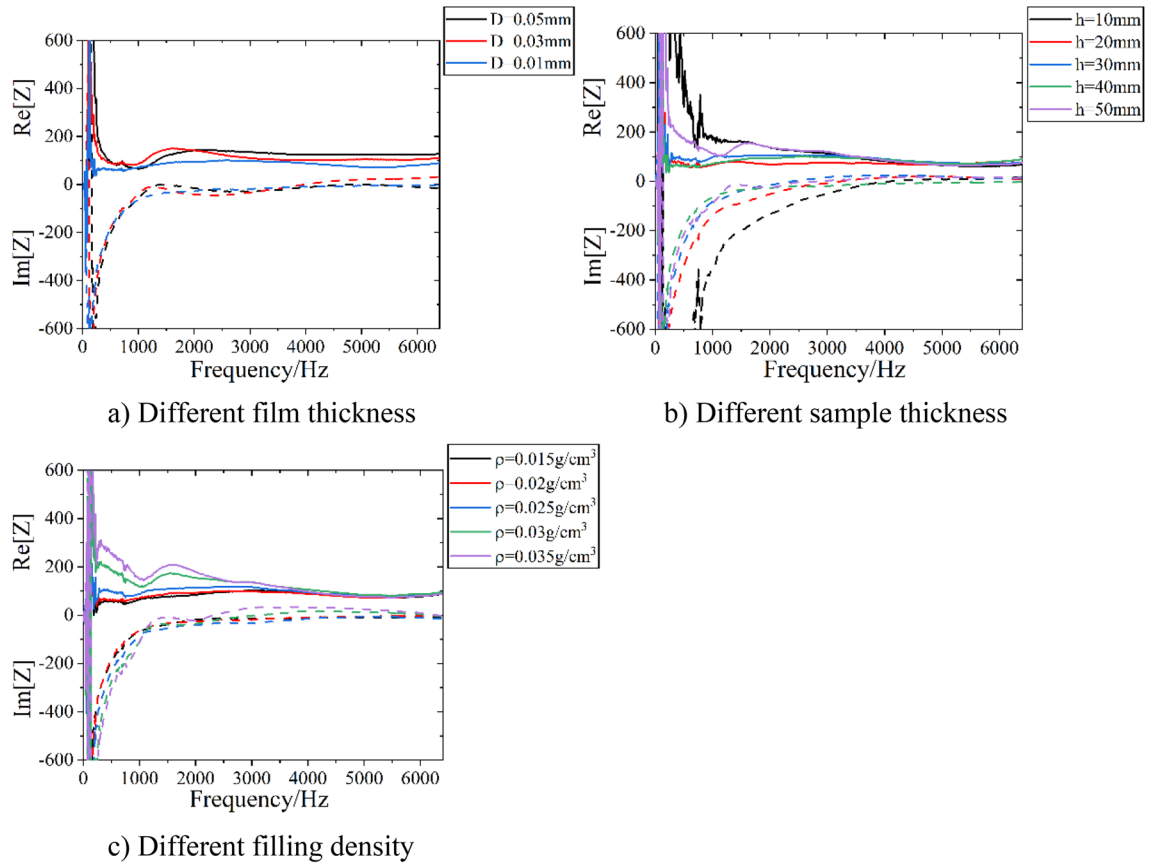 D=0.05mm
D=0.03mm
D=0.01mm
600
400
200
0
-200
-400
-600
Re[Z]
Im[Z]
0 1000 2000 3000 4000 5000 6000
Frequency/Hz
a) Different film thickness
h=10mm
h=20mm
h=30mm
h=40mm
h=50mm
600
400
200
0
-200
-400
-600
Re[Z]
Im[Z]
0 1000 2000 3000 4000 5000 6000
Frequency/Hz
b) Different sample thickness
ρ=0.015g/cm³
ρ=0.02g/cm³
ρ=0.025g/cm³
ρ=0.03g/cm³
ρ=0.035g/cm³
600
400
200
0
-200
-400
-600
Re[Z]
Im[Z]
0 1000 2000 3000 4000 5000 6000
Frequency/Hz
c) Different filling density